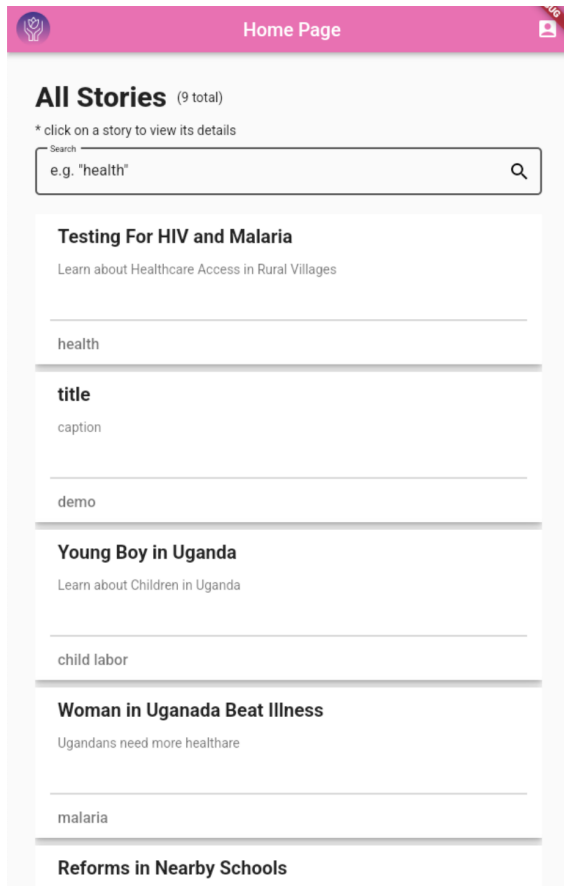 Home Page
All Stories (9 total)
* click on a story to view its details
Search
e.g. "health"
Testing For HIV and Malaria
Learn about Healthcare Access in Rural Villages
health
title
caption
demo
Young Boy in Uganda
Learn about Children in Uganda
child labor
Woman in Uganada Beat Illness
Ugandans need more healthare
malaria
Reforms in Nearby Schools